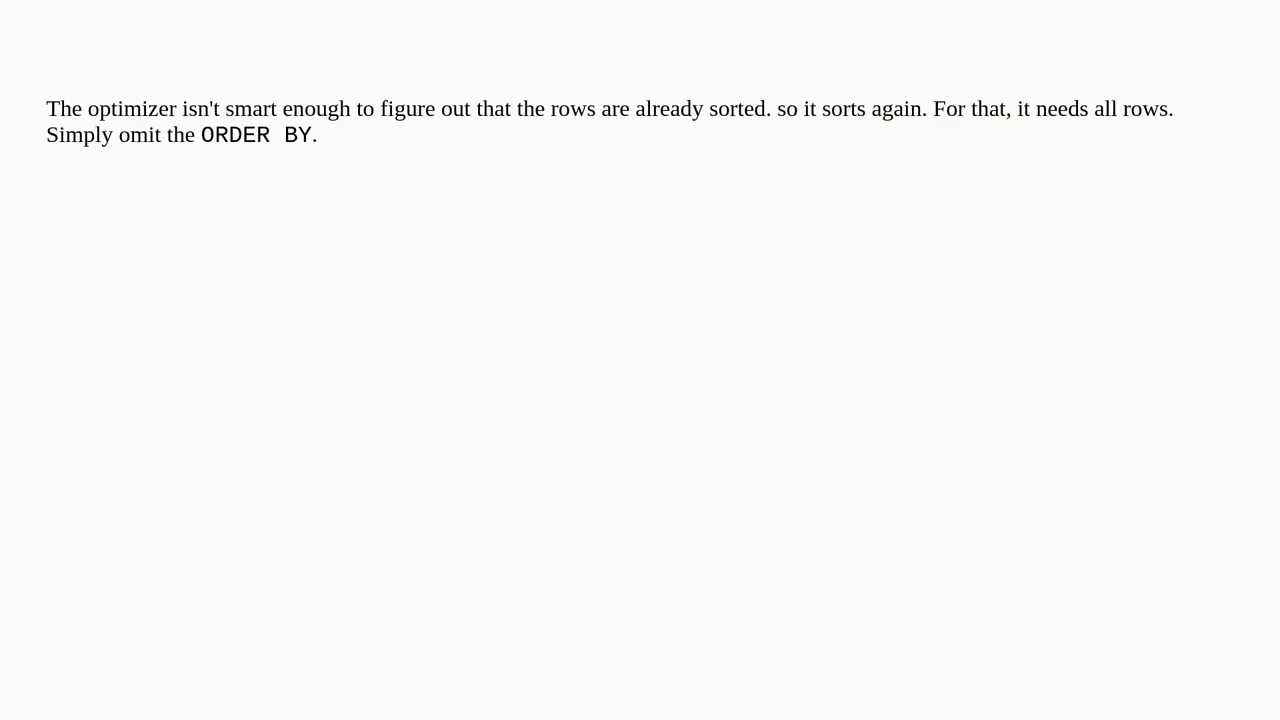 The optimizer isn't smart enough to figure out that the rows are already sorted. so it sorts again. For that, it needs all rows.
Simply omit the ORDER BY.